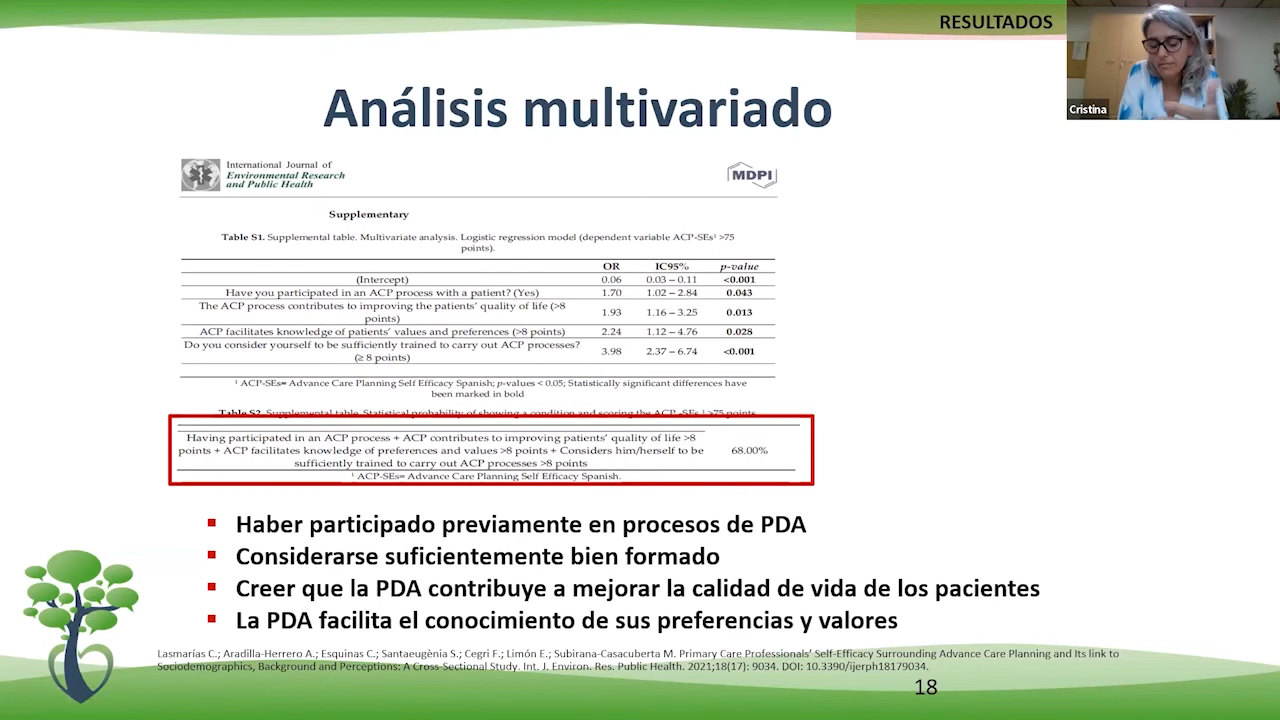 RESULTADOS
Cristina
Análisis multivariado
International Journal of
Environmental Research
and Public Health
MDPI
Supplementary
Table S1. Supplemental table. Multivariate analysis. Logistic regression model (dependent variable ACP-SEs¹ >75
points).
OR IC95% p-value
(Intercept) 0.06 0.03 – 0.11 <0.001
Have you participated in an ACP process with a patient? (Yes) 1.70 1.02 – 2.84 0.043
The ACP process contributes to improving the patients' quality of life (>8
points) 1.93 1.16 – 3.25 0.013
ACP facilitates knowledge of patients' values and preferences (>8 points) 2.24 1.12 – 4.76 0.028
Do you consider yourself to be sufficiently trained to carry out ACP processes?
(≥ 8 points) 3.98 2.37 – 6.74 <0.001
¹ ACP-SEs= Advance Care Planning Self Efficacy Spanish; p-values < 0.05; Statistically significant differences have
been marked in bold
Table S2. Supplemental table. Statistical probability of showing a condition and scoring the ACP -SEs ¹ >75 points
Having participated in an ACP process + ACP contributes to improving patients' quality of life >8
points + ACP facilitates knowledge of preferences and values >8 points + Considers him/herself to be 68.00%
sufficiently trained to carry out ACP processes >8 points
¹ ACP-SEs= Advance Care Planning Self Efficacy Spanish.
▪ Haber participado previamente en procesos de PDA
▪ Considerarse suficientemente bien formado
▪ Creer que la PDA contribuye a mejorar la calidad de vida de los pacientes
▪ La PDA facilita el conocimiento de sus preferencias y valores
Lasmarías C.; Aradilla-Herrero A.; Esquinas C.; Santaeugènia S.; Cegri F.; Limón E.; Subirana-Casacuberta M. Primary Care Professionals' Self-Efficacy Surrounding Advance Care Planning and Its link to
Sociodemographics, Background and Perceptions: A Cross-Sectional Study. Int. J. Environ. Res. Public Health. 2021;18(17): 9034. DOI: 10.3390/ijerph18179034.
18